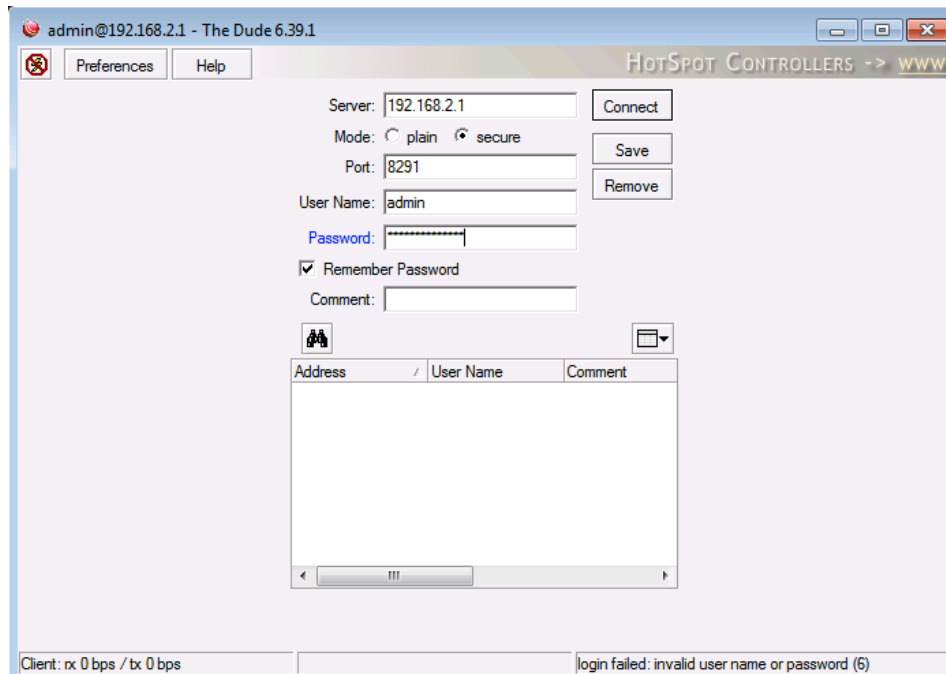 admin@192.168.2.1 - The Dude 6.39.1
Preferences Help HotSpot Controllers -> www
Server: 192.168.2.1 Connect
Mode: plain secure
Save
Port: 8291
Remove
User Name: admin
Password: **************
Remember Password
Comment:
Address User Name Comment
Client: rx 0 bps / tx 0 bps login failed: invalid user name or password (6)